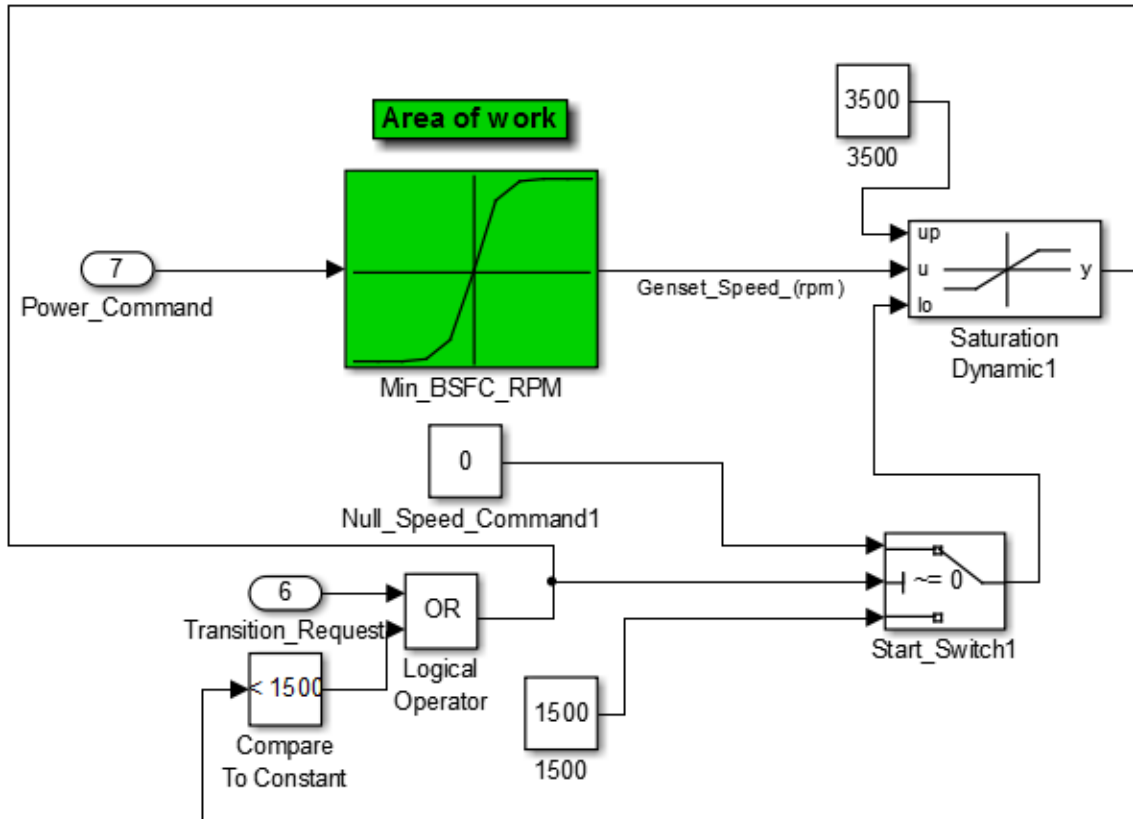 Area of work
3500
3500
7
Power_Command
Min_BSFC_RPM
Genset_Speed_(rpm)
up
u
lo
y
Saturation
Dynamic1
0
Null_Speed_Command1
6
Transition_Request
OR
Logical
Operator
~= 0
Start_Switch1
< 1500
Compare
To Constant
1500
1500